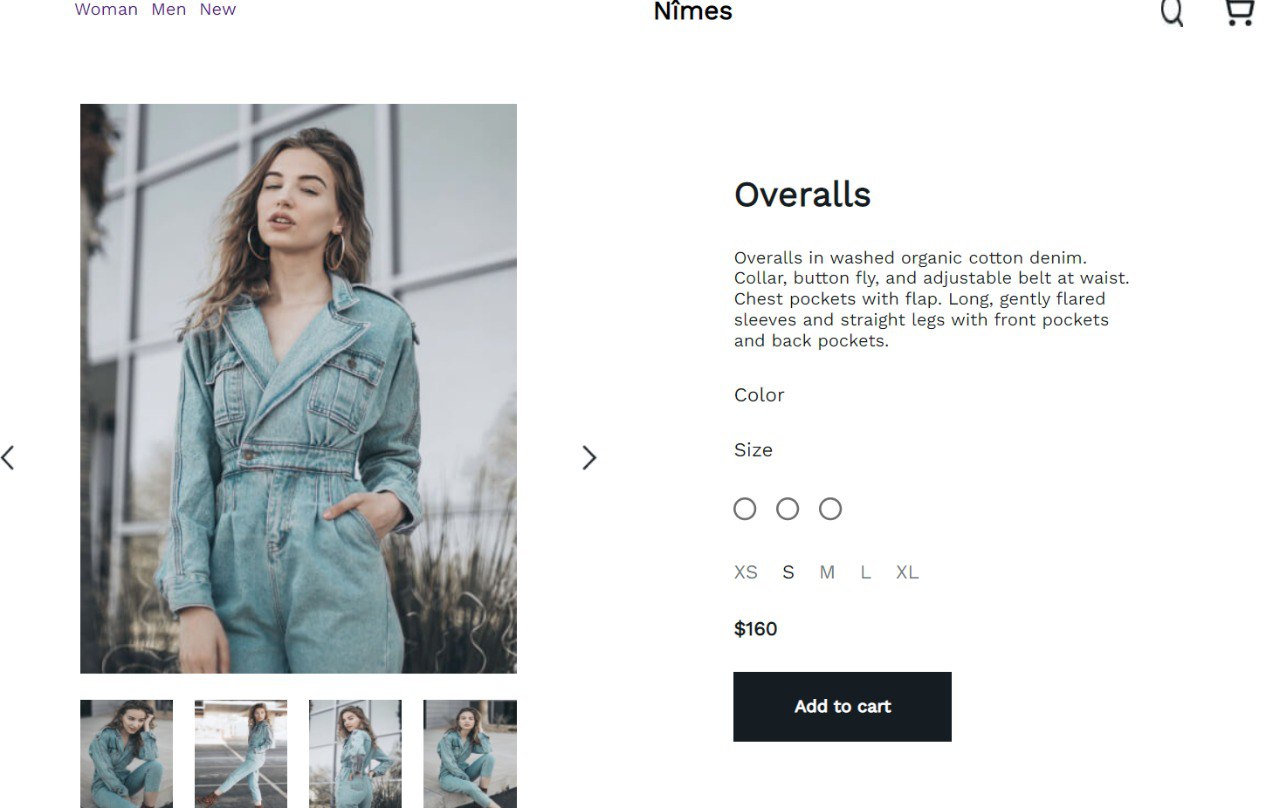 Woman Men New
Nîmes
Overalls
Overalls in washed organic cotton denim.
Collar, button fly, and adjustable belt at waist.
Chest pockets with flap. Long, gently flared
sleeves and straight legs with front pockets
and back pockets.
Color
Size
XS S M L XL
$160
Add to cart